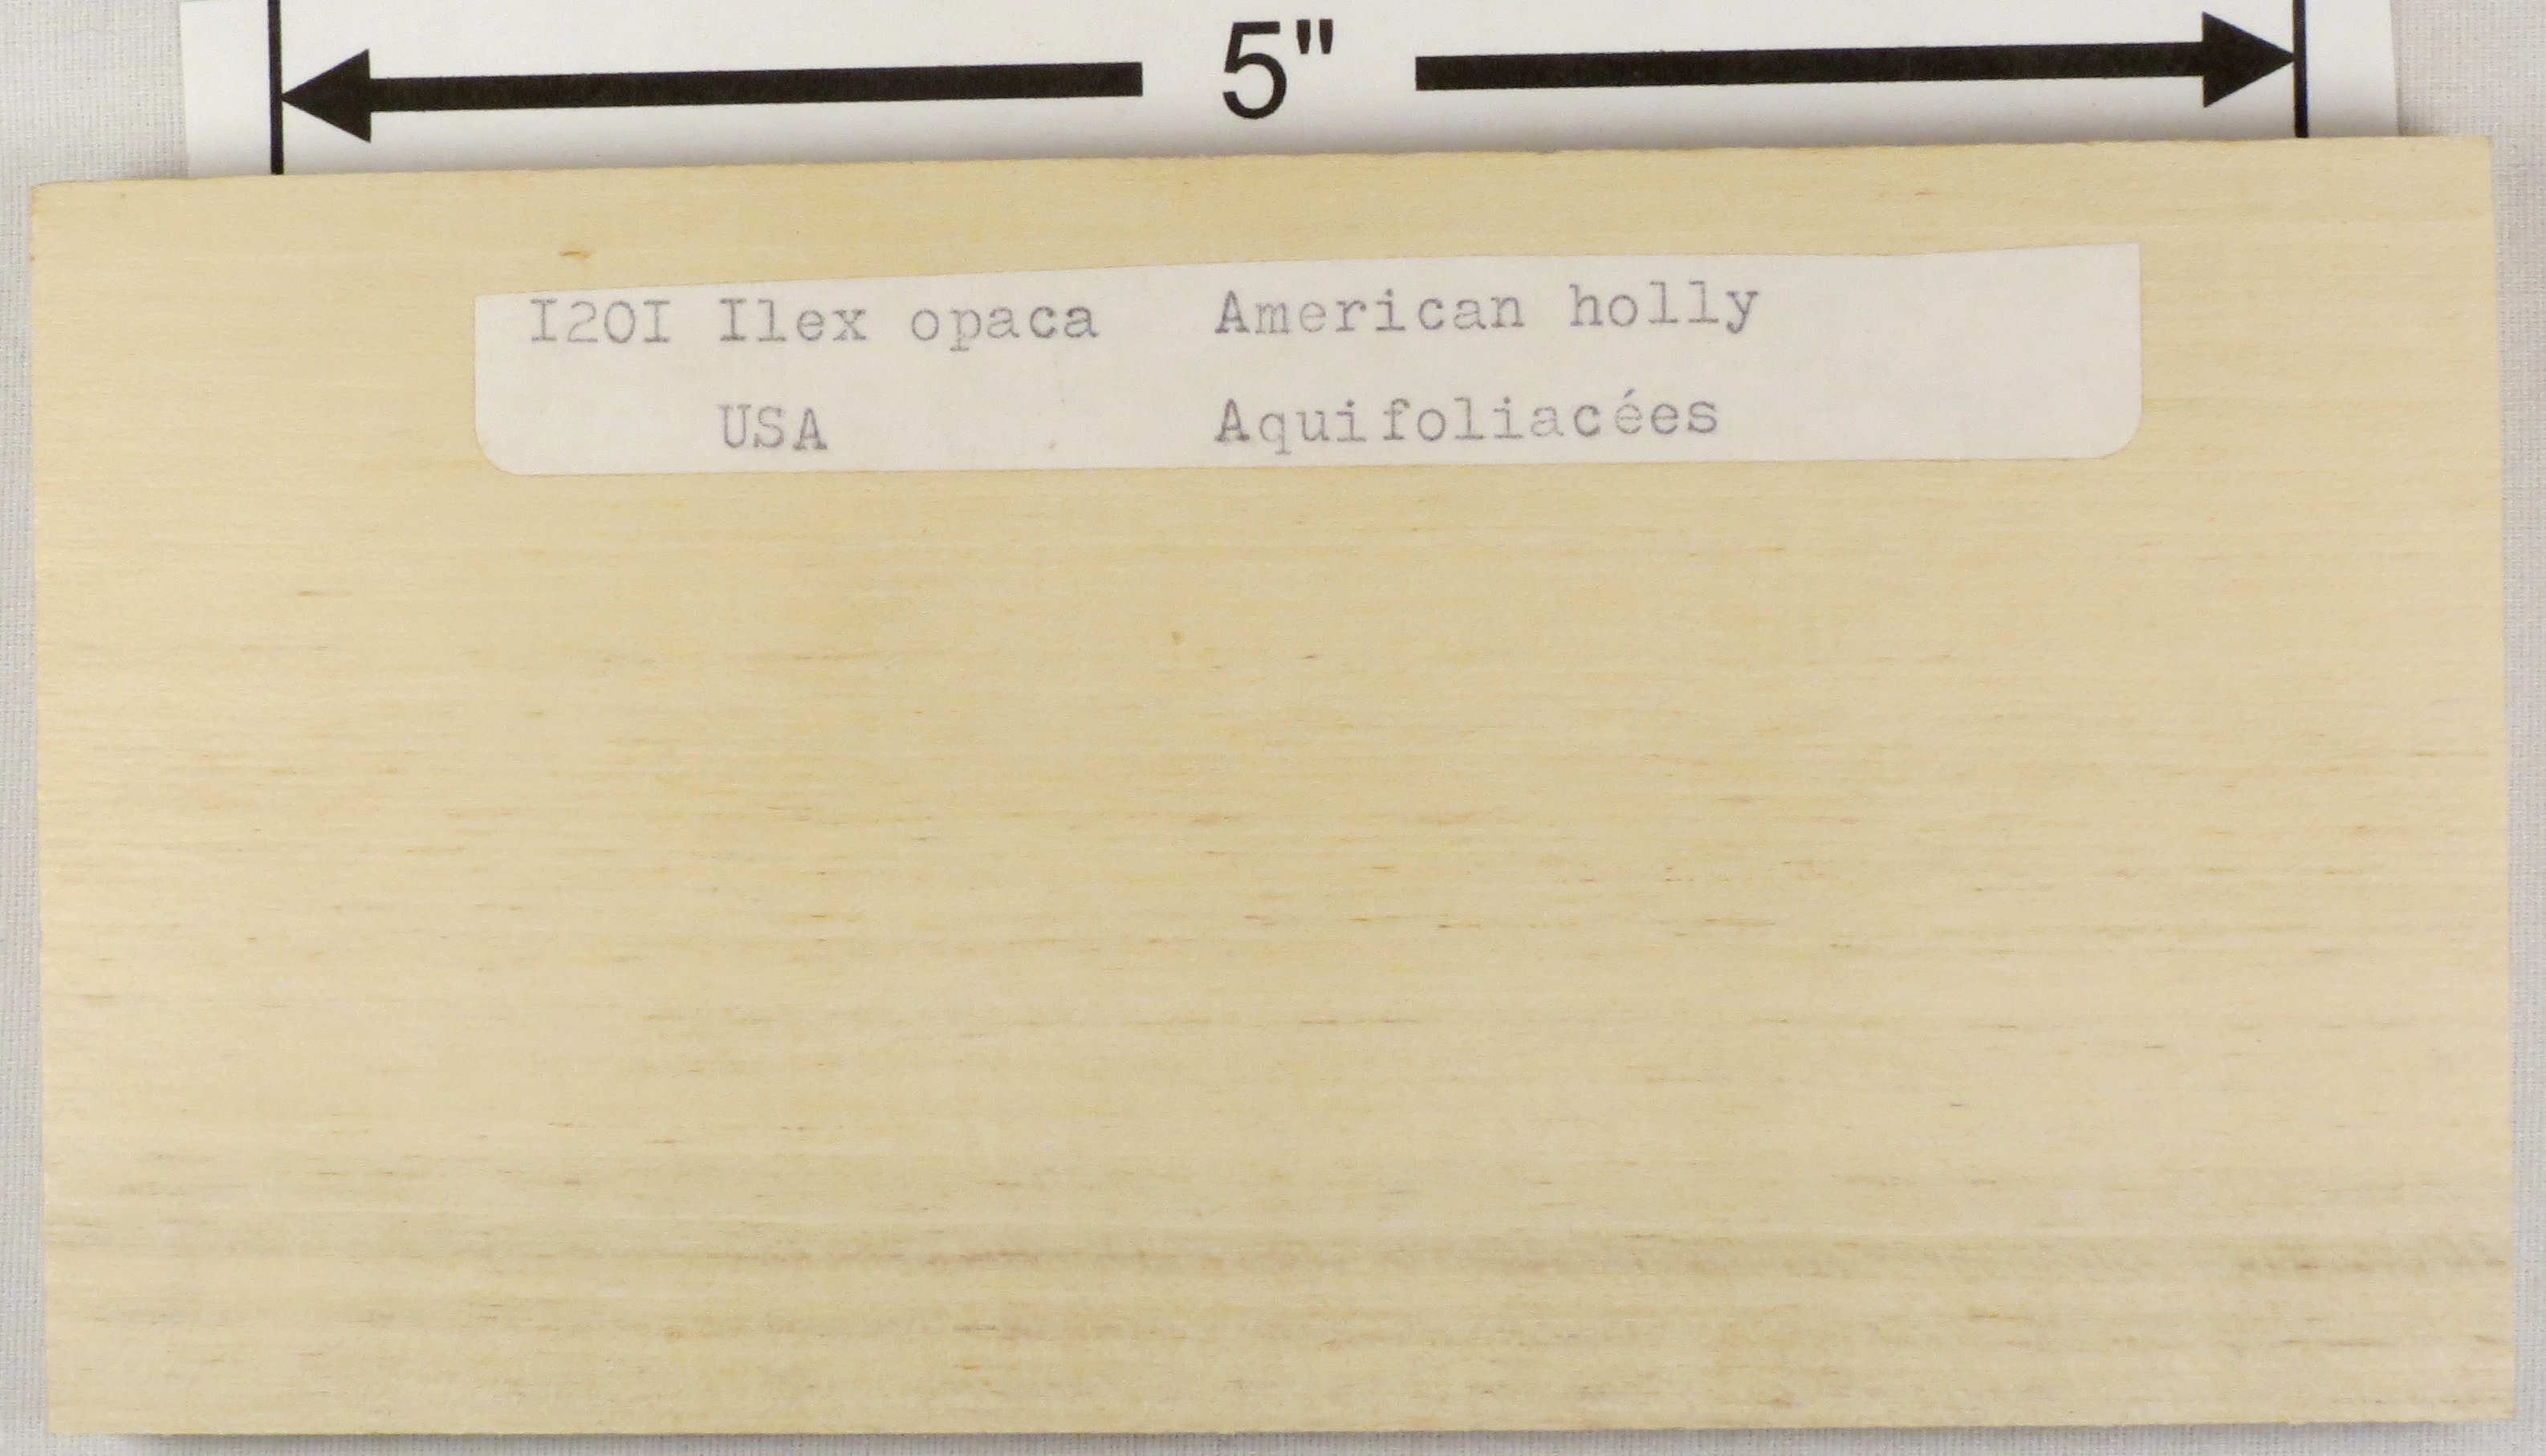 5"
I20I Ilex opaca American holly
USA Aquifoliacées